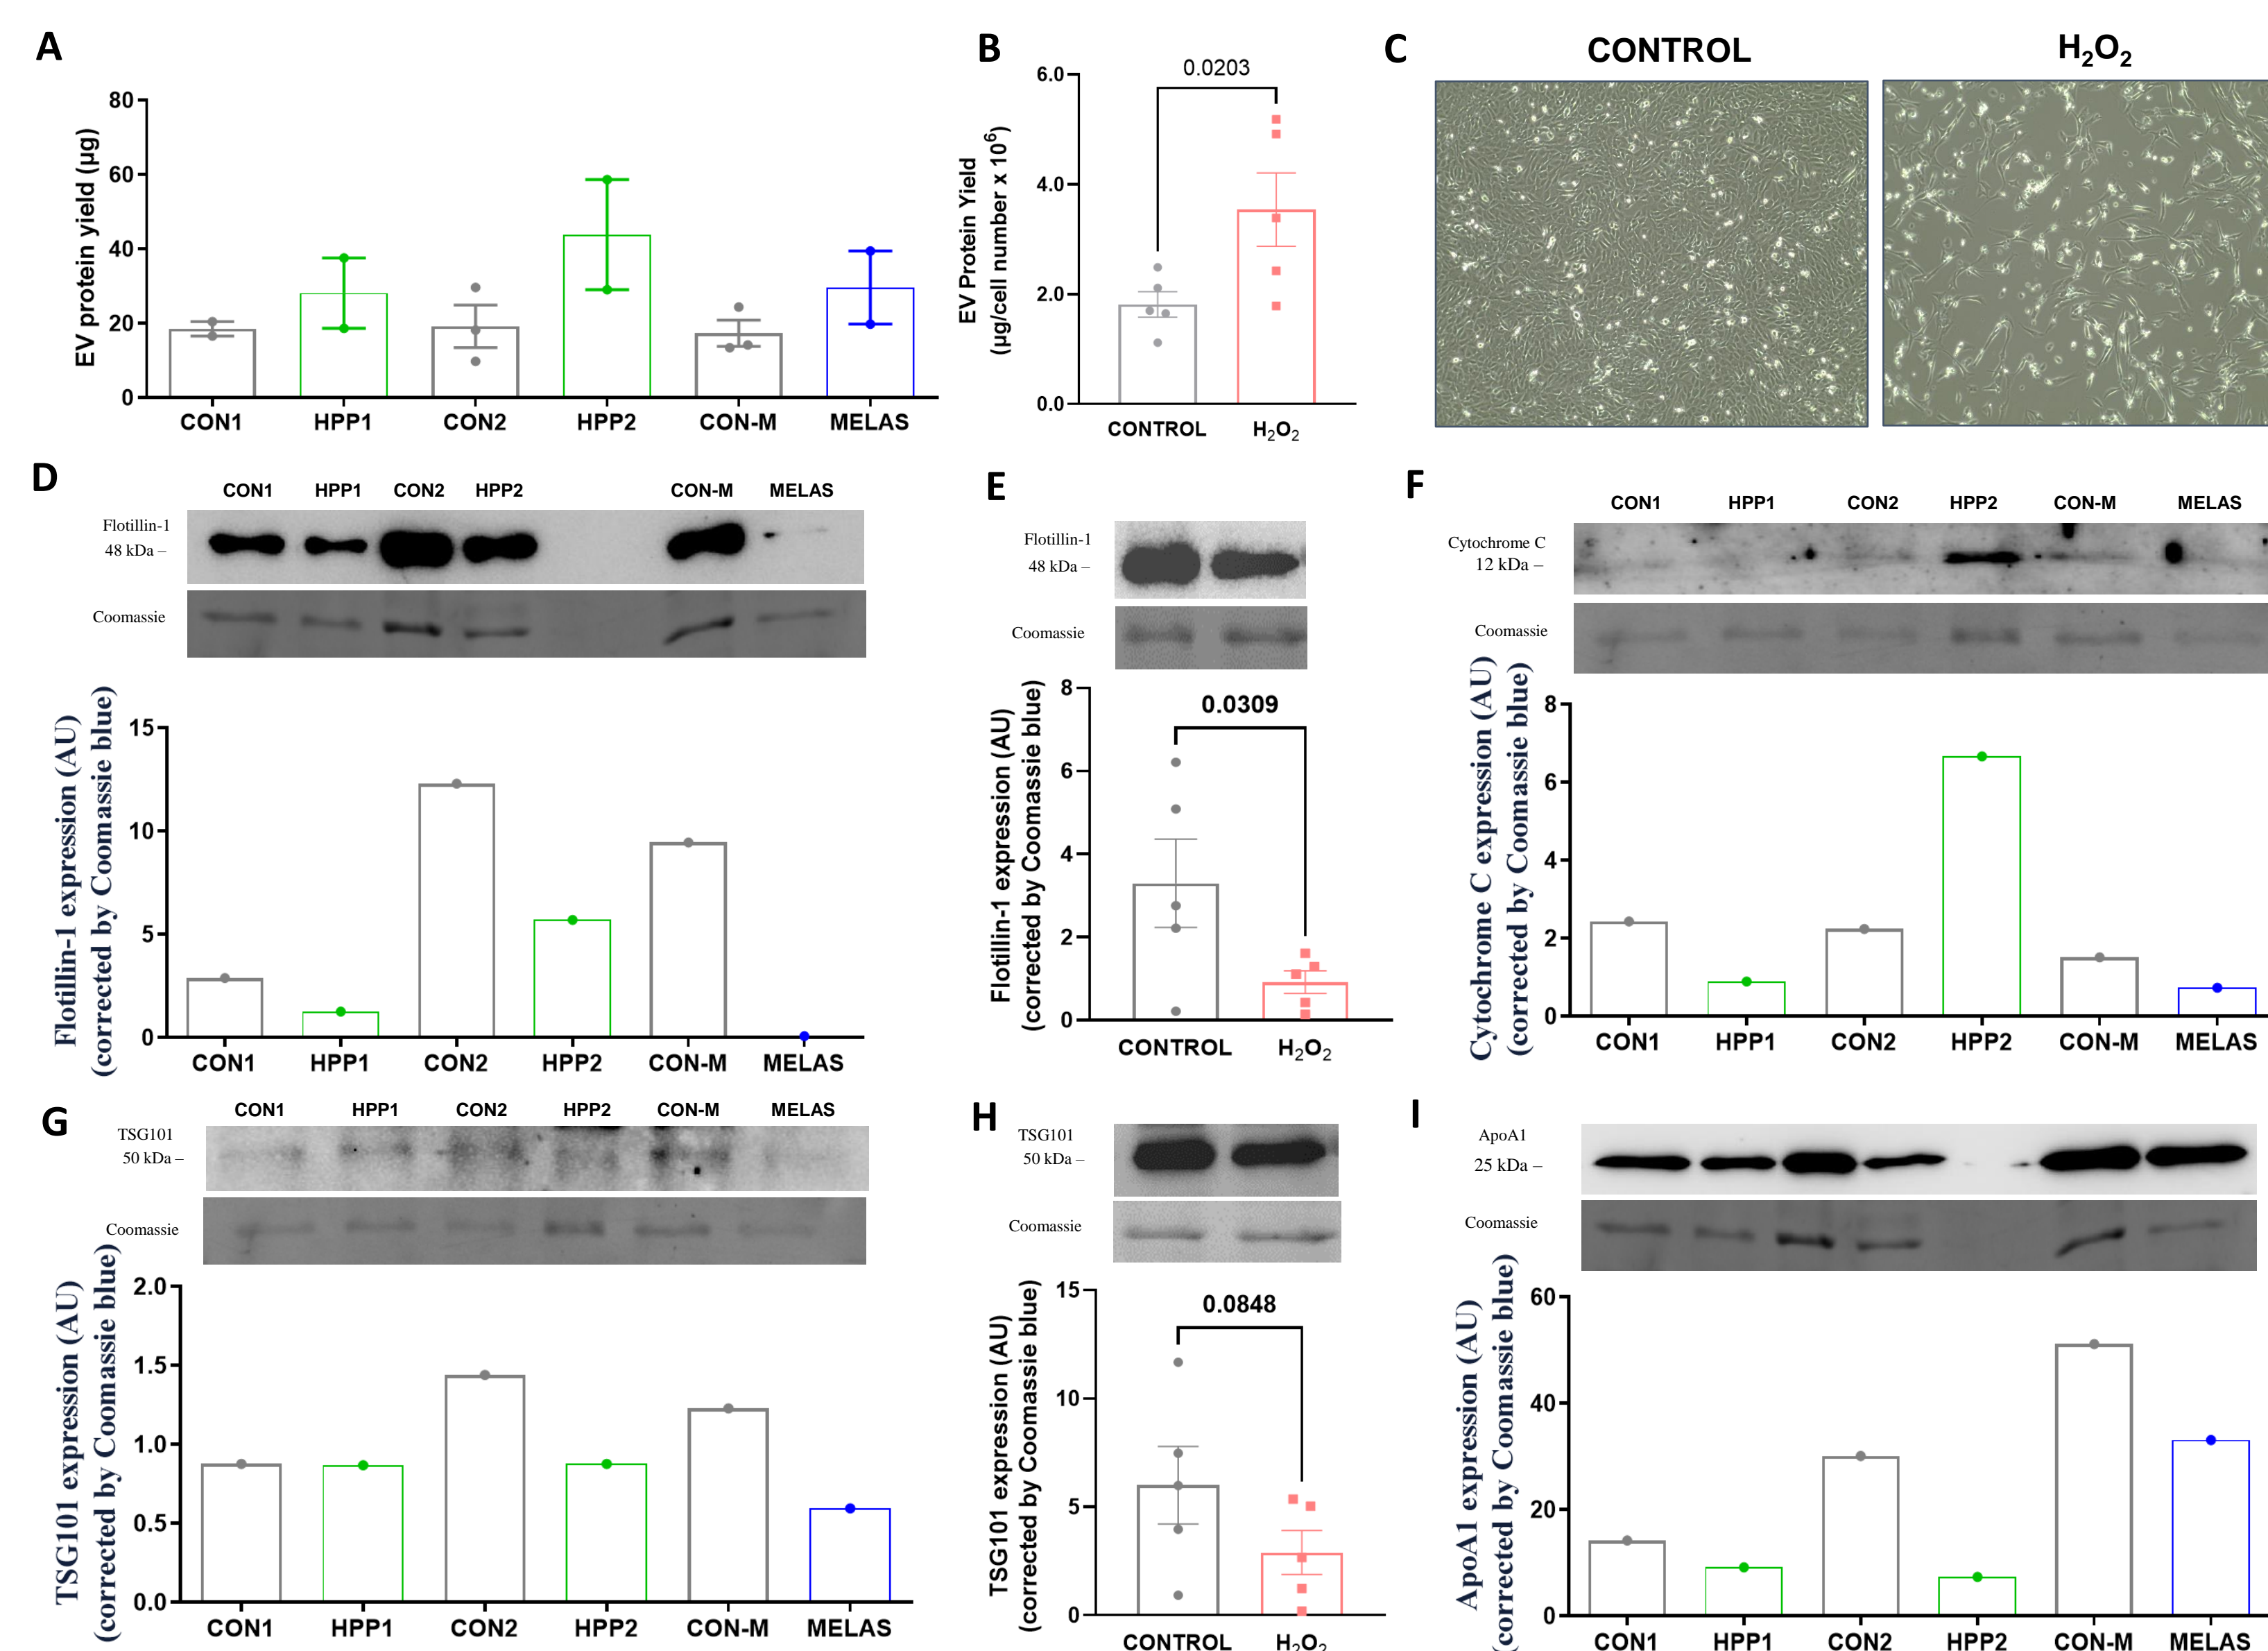 A
EV protein yield (µg)
80
60
40
20
0
CON1 HPP1 CON2 HPP2 CON-M MELAS
B
EV Protein Yield
(µg/cell number x 10⁶)
6.0
4.0
2.0
0.0
0.0203
CONTROL H₂O₂
C
CONTROL H₂O₂
D
CON1 HPP1 CON2 HPP2 CON-M MELAS
Flotillin-1
48 kDa –
Coomassie
Flotillin-1 expression (AU)
(corrected by Coomassie blue)
15
10
5
0
CON1 HPP1 CON2 HPP2 CON-M MELAS
E
Flotillin-1
48 kDa –
Coomassie
Flotillin-1 expression (AU)
(corrected by Coomassie blue)
8
6
4
2
0
0.0309
CONTROL H₂O₂
F
CON1 HPP1 CON2 HPP2 CON-M MELAS
Cytochrome C
12 kDa –
Coomassie
Cytochrome C expression (AU)
(corrected by Coomassie blue)
8
6
4
2
0
CON1 HPP1 CON2 HPP2 CON-M MELAS
G
CON1 HPP1 CON2 HPP2 CON-M MELAS
TSG101
50 kDa –
Coomassie
TSG101 expression (AU)
(corrected by Coomassie blue)
2.0
1.5
1.0
0.5
0.0
CON1 HPP1 CON2 HPP2 CON-M MELAS
H
TSG101
50 kDa –
Coomassie
TSG101 expression (AU)
(corrected by Coomassie blue)
15
10
5
0
0.0848
CONTROL H₂O₂
I
ApoA1
25 kDa –
Coomassie
ApoA1 expression (AU)
(corrected by Coomassie blue)
60
40
20
0
CON1 HPP1 CON2 HPP2 CON-M MELAS